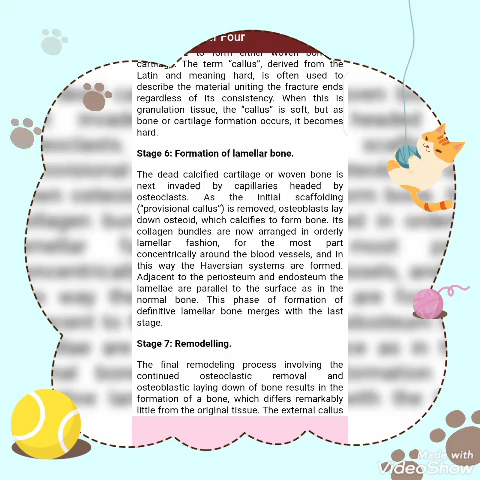 er Four
to form either woven bon
cartilage. The term “callus”, derived from the
Latin and meaning hard, is often used to
describe the material uniting the fracture ends
regardless of its consistency. When this is
granulation tissue, the “callus” is soft, but as
bone or cartilage formation occurs, it becomes
hard.
Stage 6: Formation of lamellar bone.
The dead calcified cartilage or woven bone is
next invaded by capillaries headed by
osteoclasts. As the initial scaffolding
(“provisional callus”) is removed, osteoblasts lay
down osteoid, which calcifies to form bone. Its
collagen bundles are now arranged in orderly
lamellar fashion, for the most part
concentrically around the blood vessels, and in
this way the Haversian systems are formed.
Adjacent to the periosteum and endosteum the
lamellae are parallel to the surface as in the
normal bone. This phase of formation of
definitive lamellar bone merges with the last
stage.
Stage 7: Remodelling.
The final remodeling process involving the
continued osteoclastic removal and
osteoblastic laying down of bone results in the
formation of a bone, which differs remarkably
little from the original tissue. The external callus
Made with
VideoShow